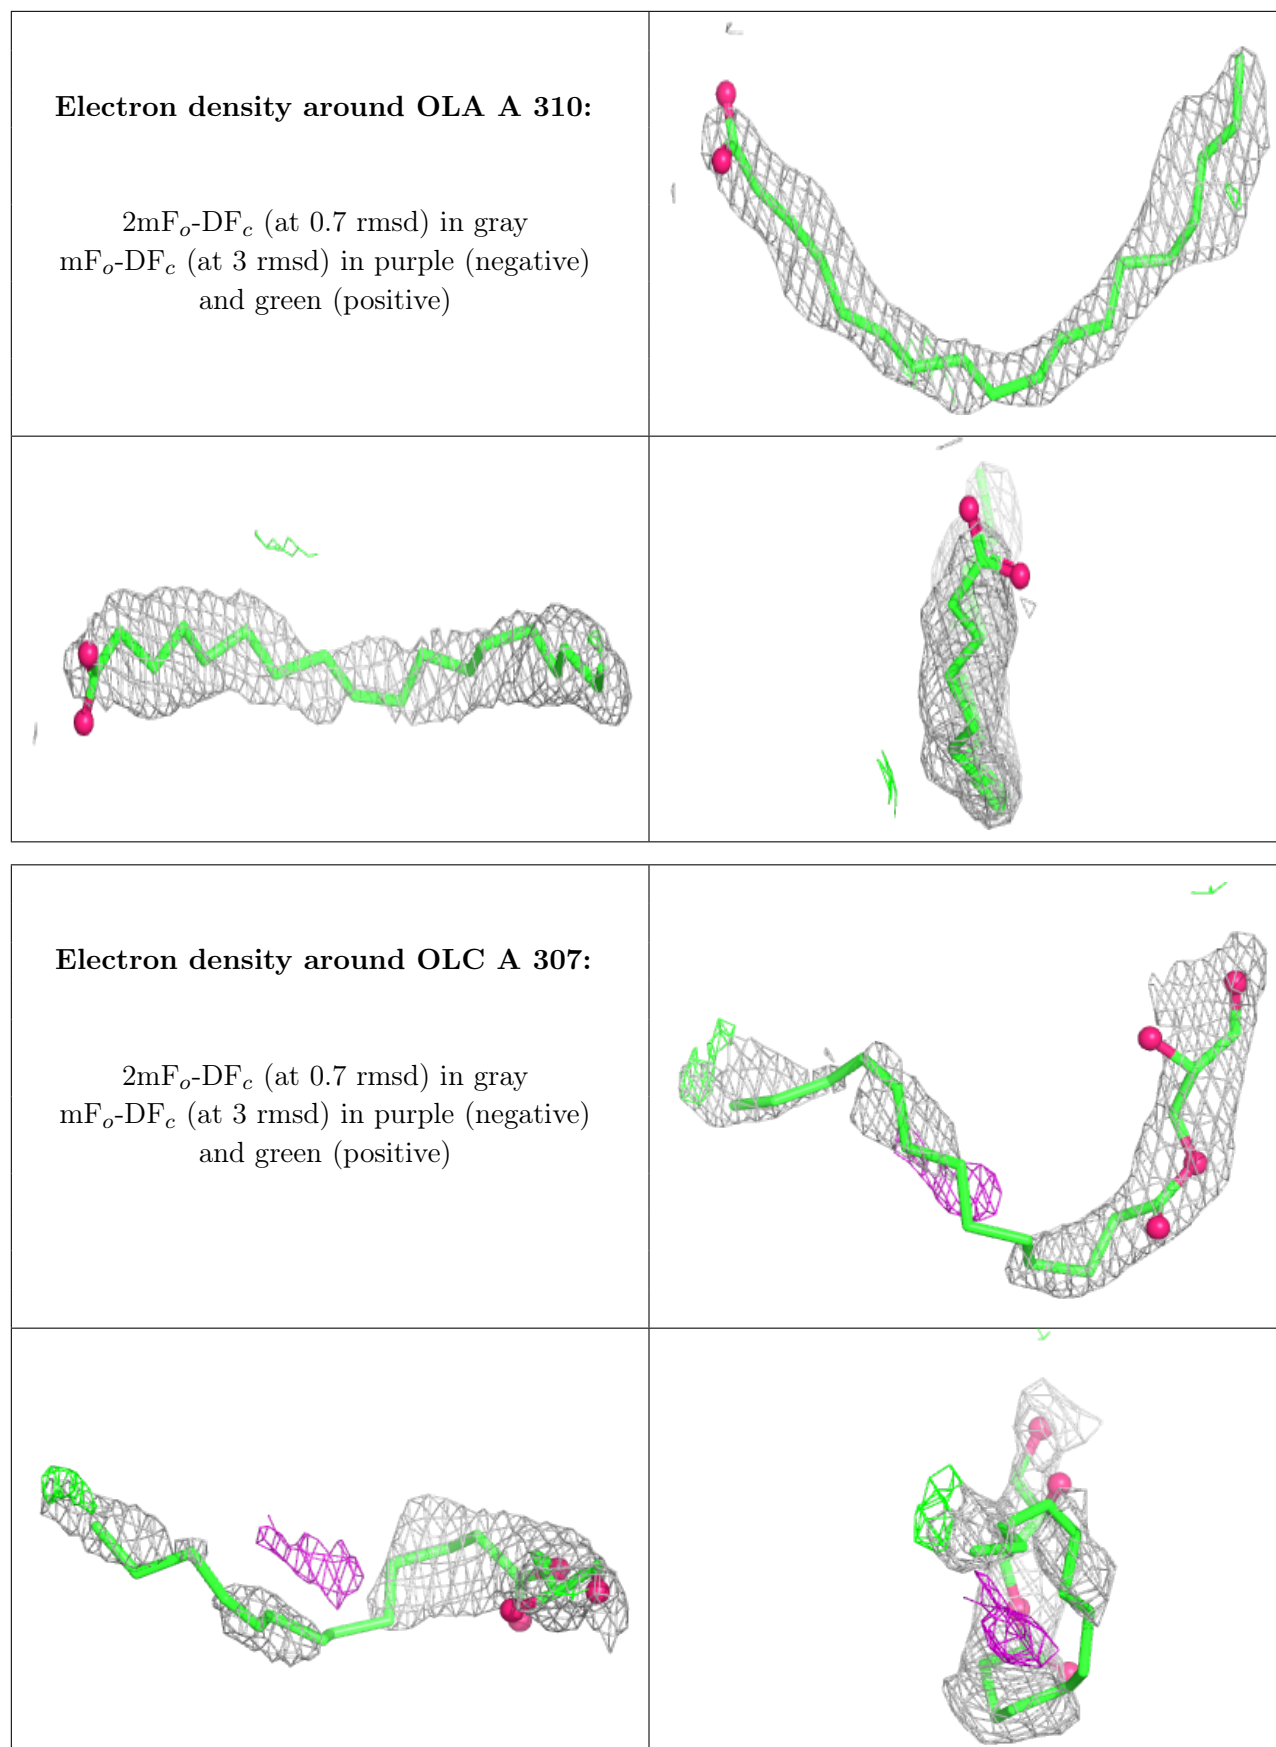 Electron density around OLA A 310:
2mFo-DFc (at 0.7 rmsd) in gray
mFo-DFc (at 3 rmsd) in purple (negative)
and green (positive)
Electron density around OLC A 307:
2mFo-DFc (at 0.7 rmsd) in gray
mFo-DFc (at 3 rmsd) in purple (negative)
and green (positive)